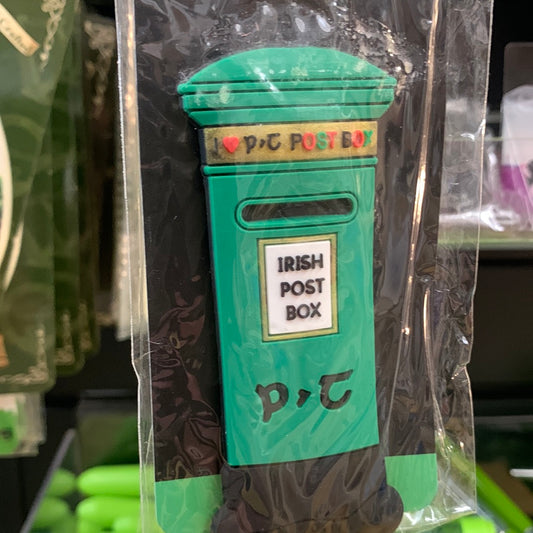 I ❤ p,t POST BOX
IRISH
POST
BOX
p,t